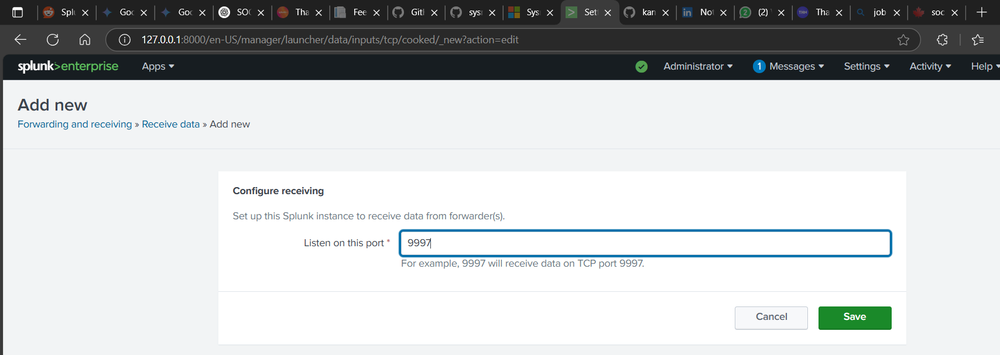 Splu Goo Goo SOC Tha Fee Gitl sysr Sys Sett kan Not (2) Tha job soc
127.0.0.1:8000/en-US/manager/launcher/data/inputs/tcp/cooked/_new?action=edit
splunk>enterprise Apps Administrator 1 Messages Settings Activity Help
Add new
Forwarding and receiving » Receive data » Add new
Configure receiving
Set up this Splunk instance to receive data from forwarder(s).
Listen on this port * 9997
For example, 9997 will receive data on TCP port 9997.
Cancel Save